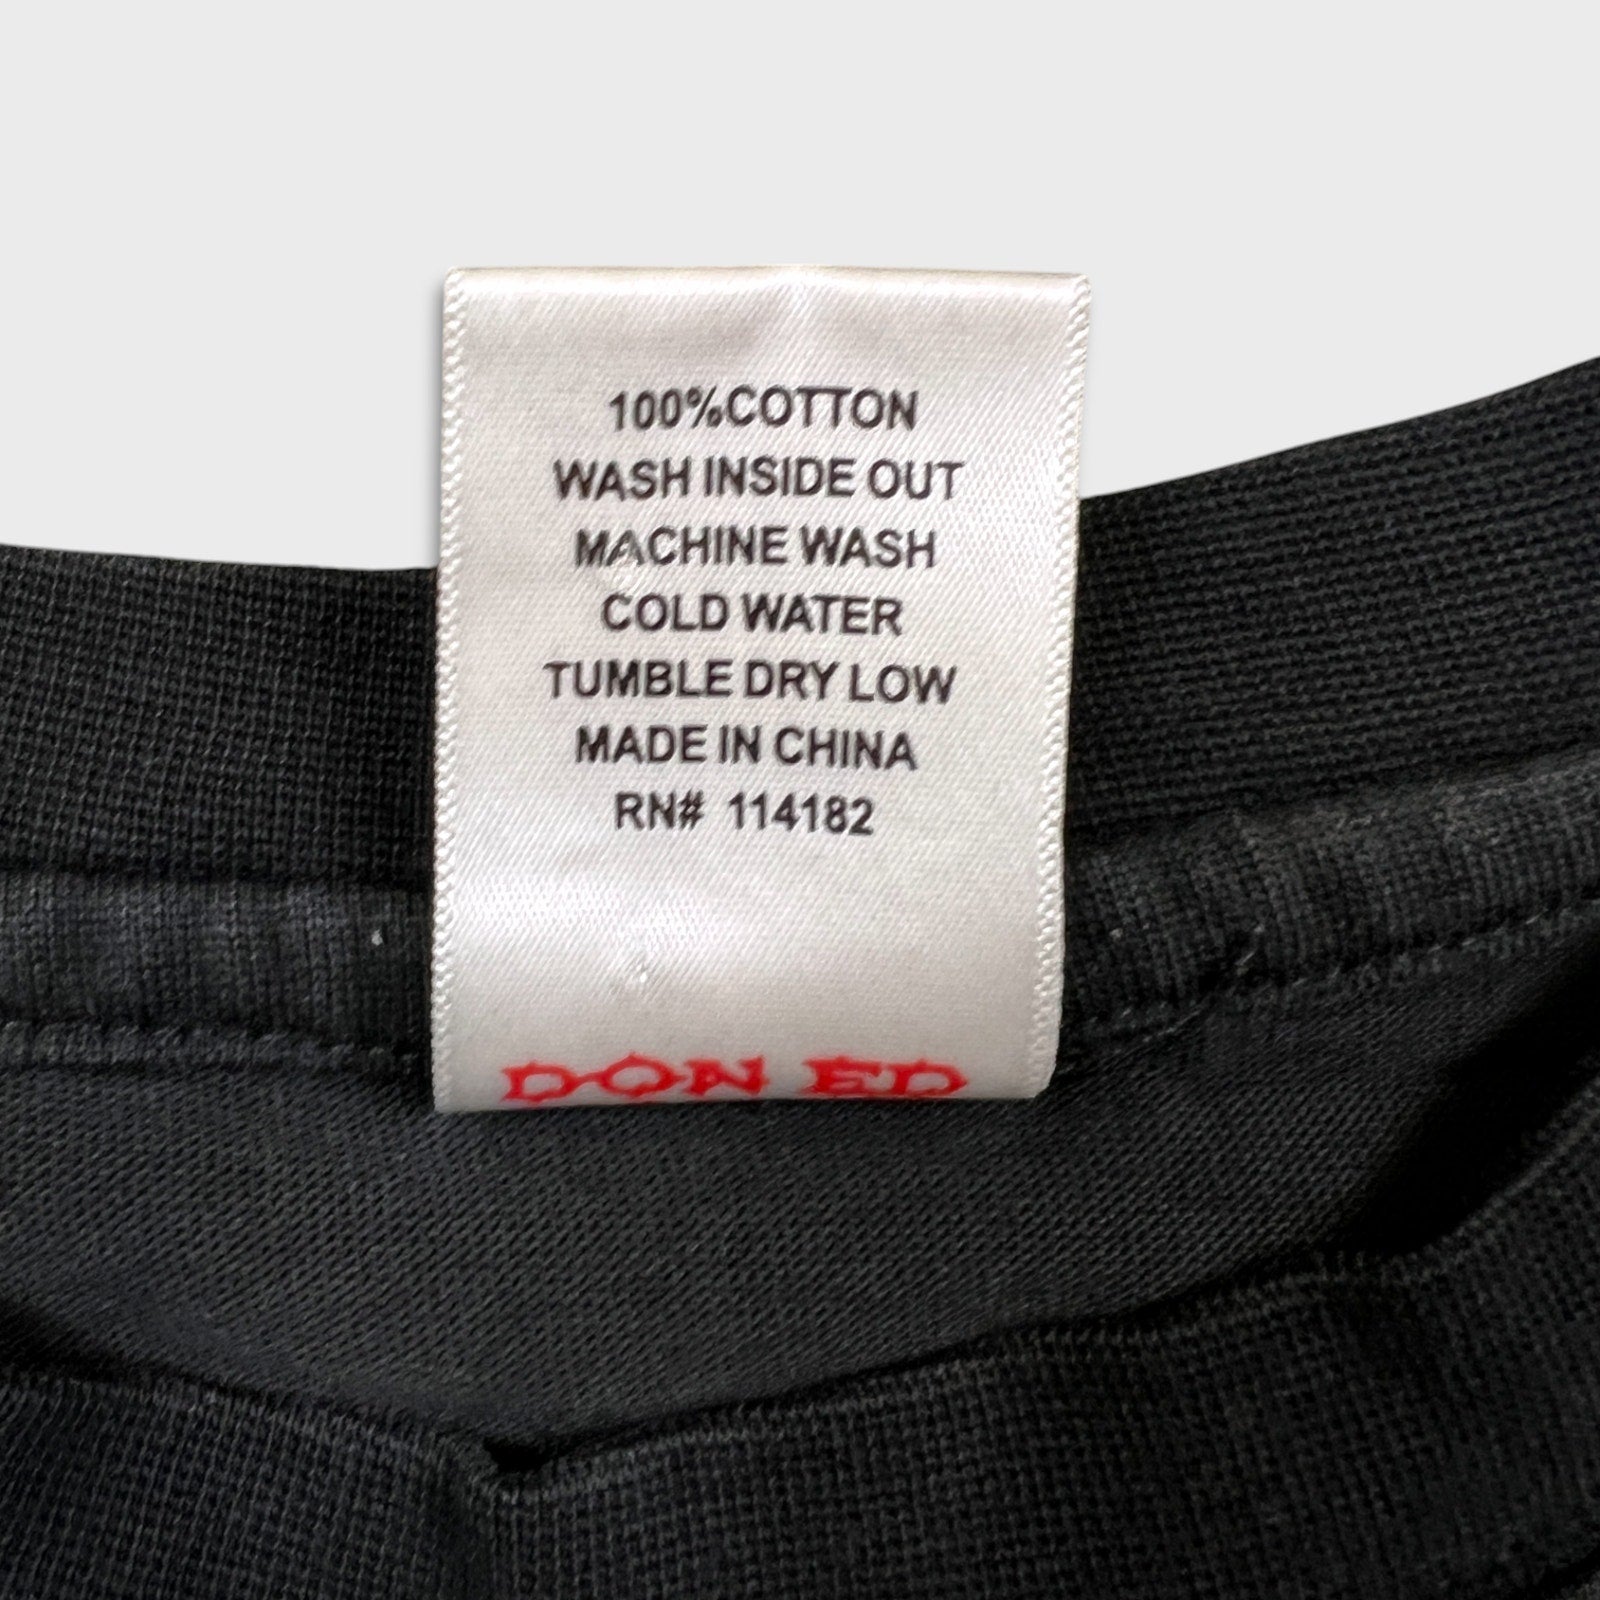 100%COTTON
WASH INSIDE OUT
MACHINE WASH
COLD WATER
TUMBLE DRY LOW
MADE IN CHINA
RN# 114182
DON ED